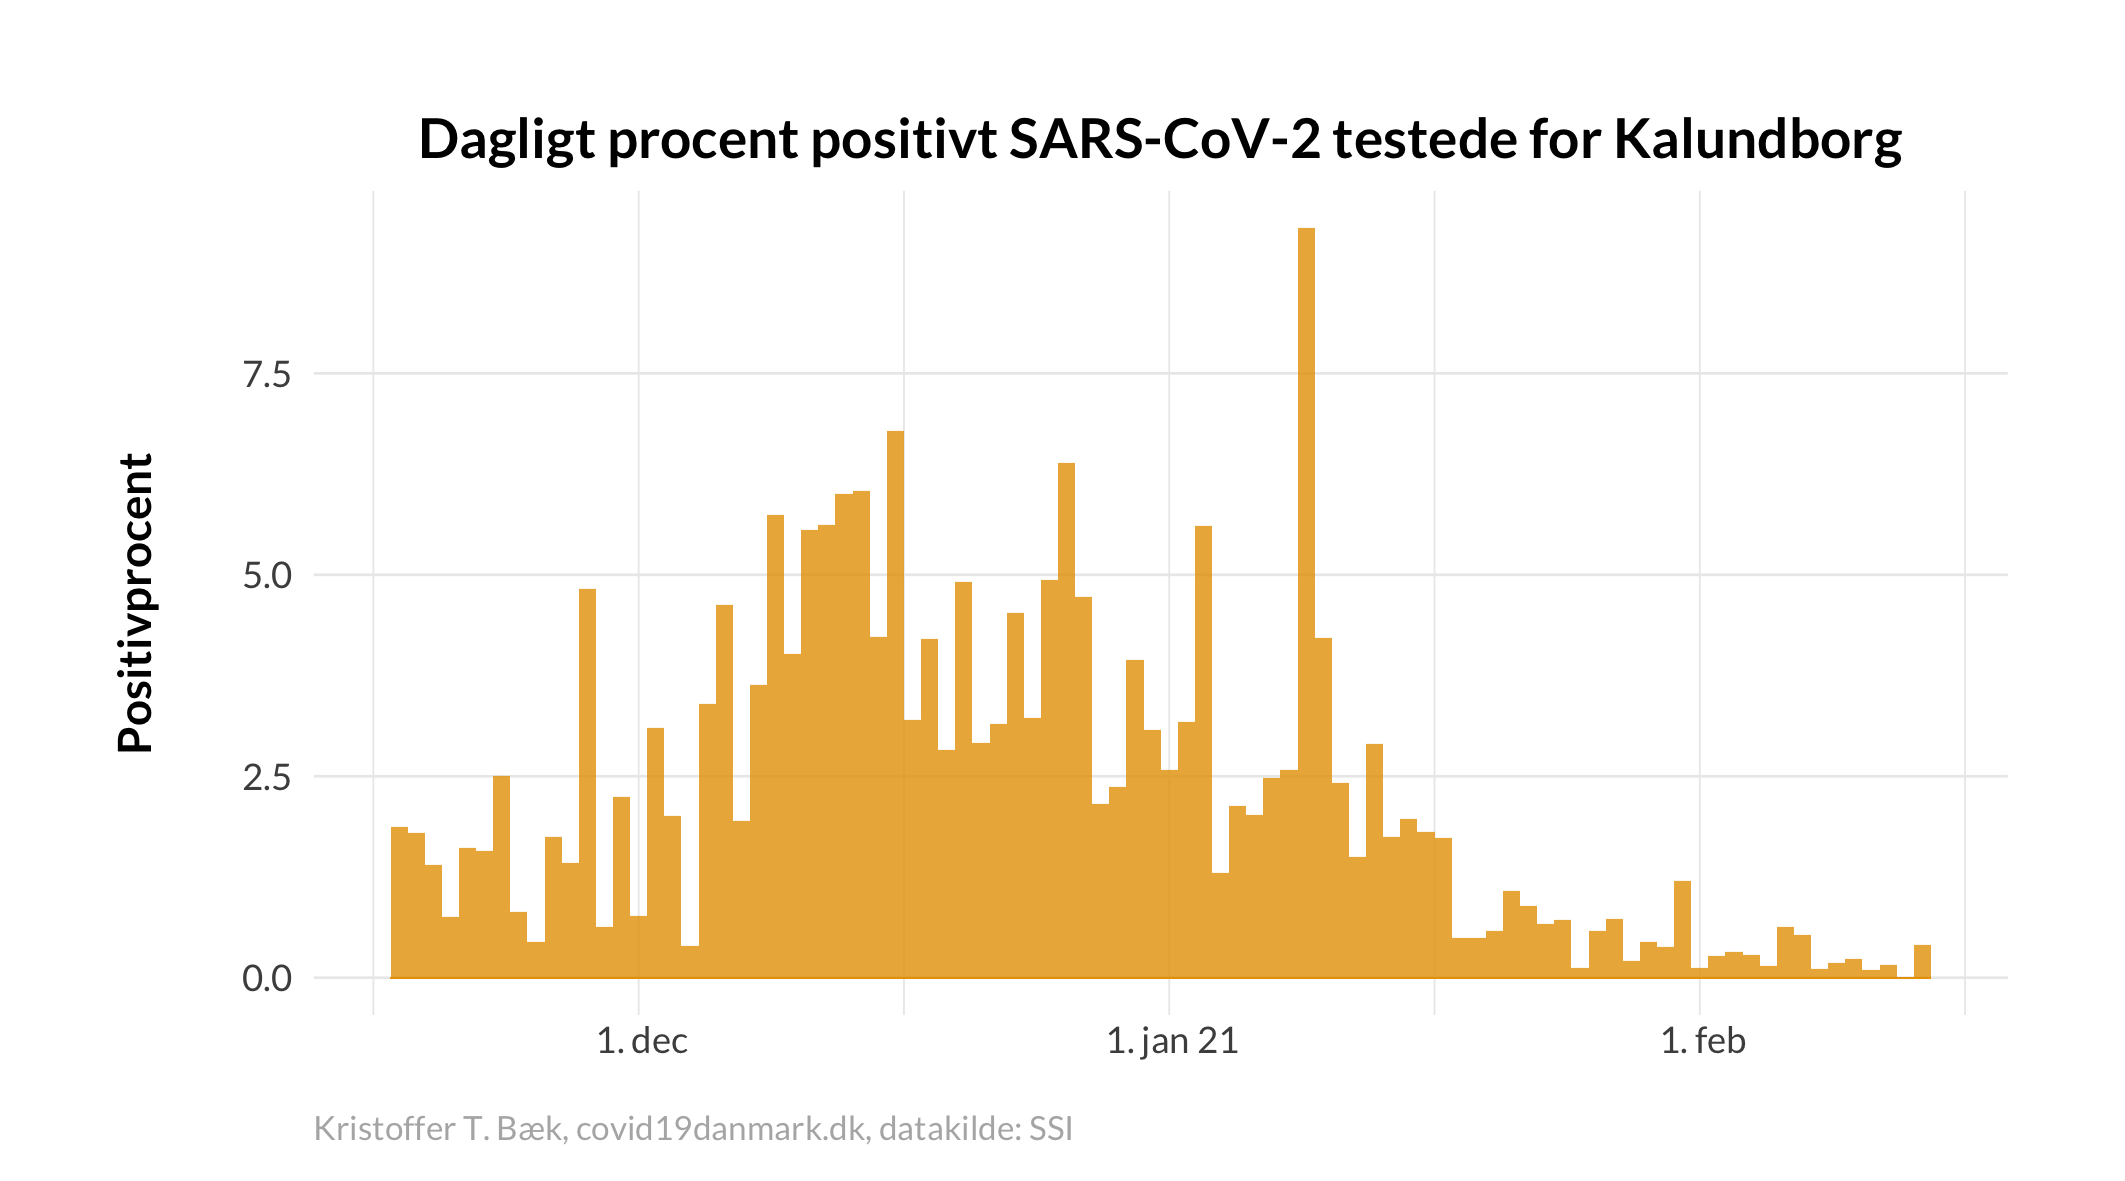 Dagligt procent positivt SARS-CoV-2 testede for Kalundborg
Positivprocent
7.5
5.0
2.5
0.0
1. dec
1. jan 21
1. feb
Kristoffer T. Bæk, covid19danmark.dk, datakilde: SSI